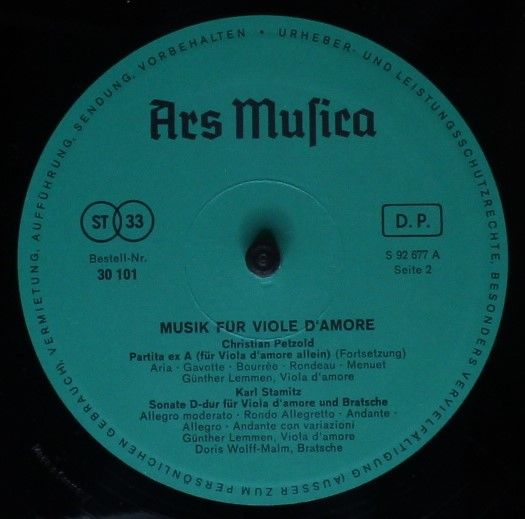 URHEBER- UND LEISTUNGSSCHUTZRECHTE, BESONDERS VERVIELFÄLTIGUNG (AUSSER ZUM PERSÖNLICHEN GEBRAUCH), VERMIETUNG, AUFFÜHRUNG, SENDUNG, VORBEHALTEN •
Ars Musica
ST 33
D. P.
Bestell-Nr.
30 101
S 92 677 A
Seite 2
MUSIK FÜR VIOLE D'AMORE
Christian Petzold
Partita ex A (für Viola d'amore allein) (Fortsetzung)
Aria · Gavotte · Bourrée · Rondeau · Menuet
Günther Lemmen, Viola d'amore
Karl Stamitz
Sonate D-dur für Viola d'amore und Bratsche
Allegro moderato · Rondo Allegretto · Andante ·
Allegro · Andante con variazioni
Günther Lemmen, Viola d'amore
Doris Wolff-Malm, Bratsche